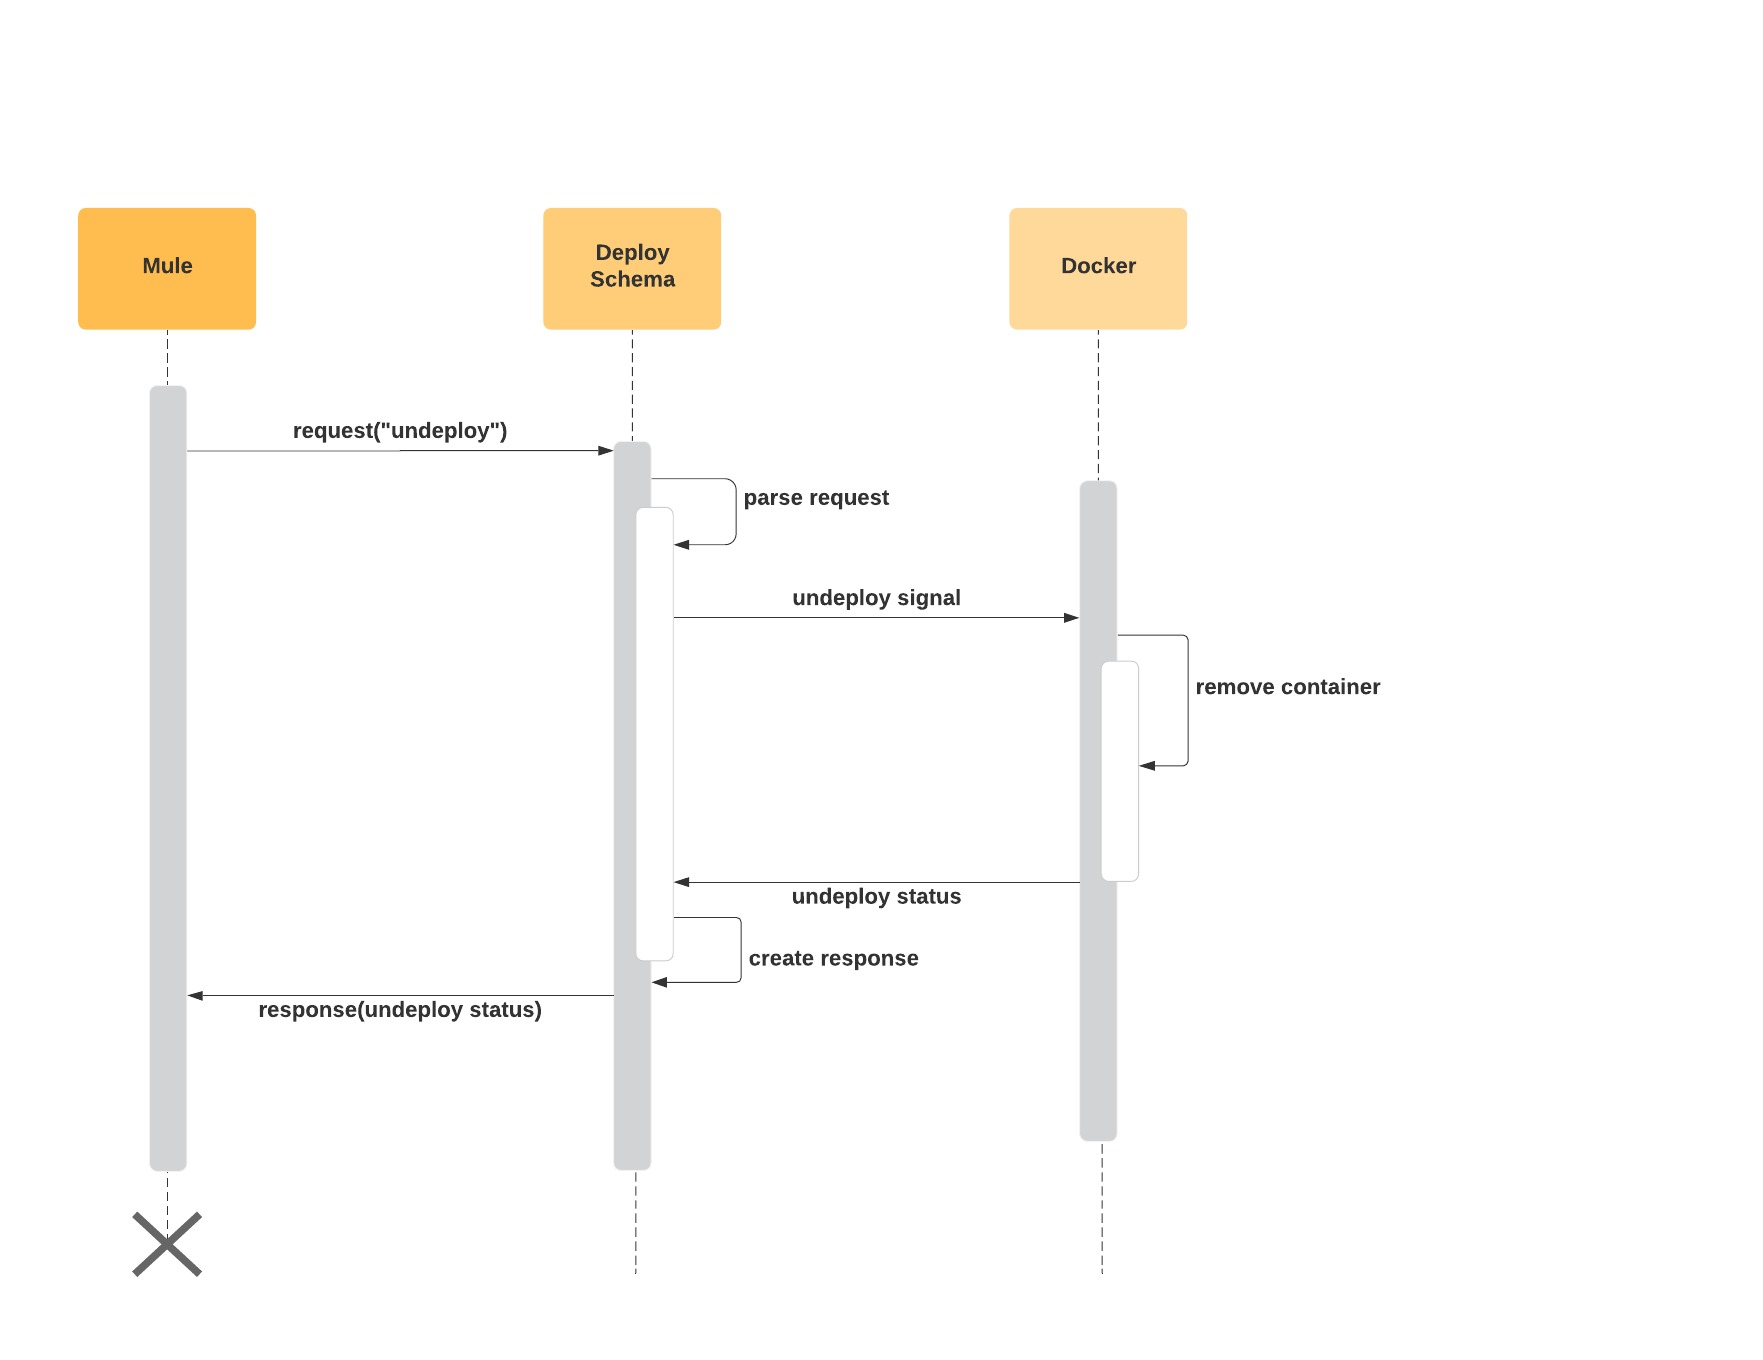 Mule
Deploy
Schema
Docker
request("undeploy")
parse request
undeploy signal
remove container
undeploy status
create response
response(undeploy status)